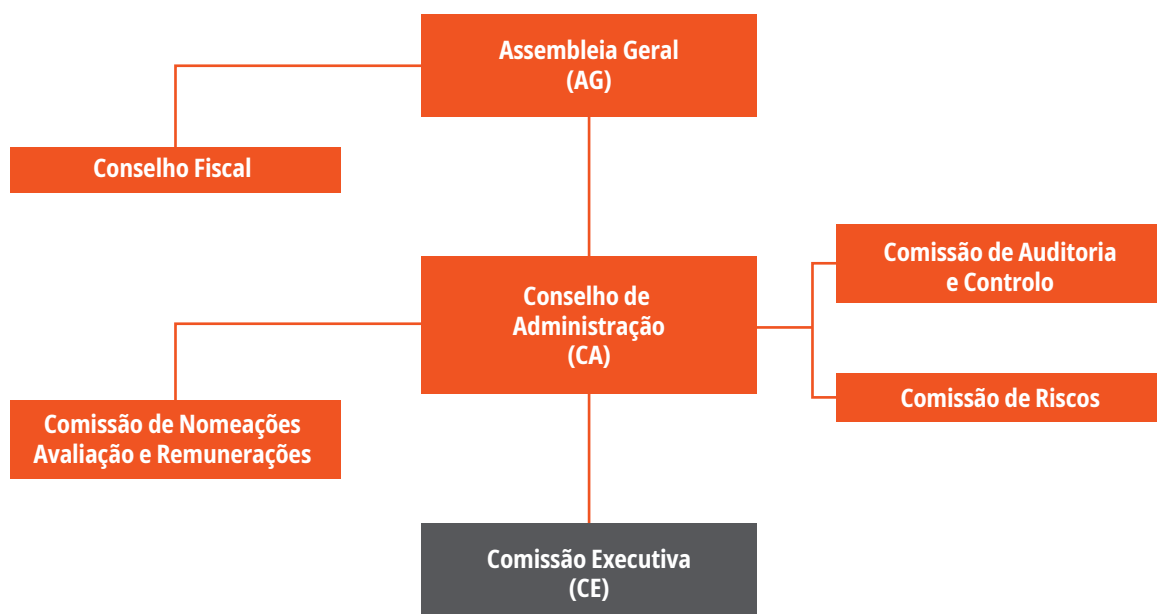 Assembleia Geral
(AG)
Conselho Fiscal
Comissão de Auditoria
e Controlo
Conselho de
Administração
(CA)
Comissão de Riscos
Comissão de Nomeações
Avaliação e Remunerações
Comissão Executiva
(CE)